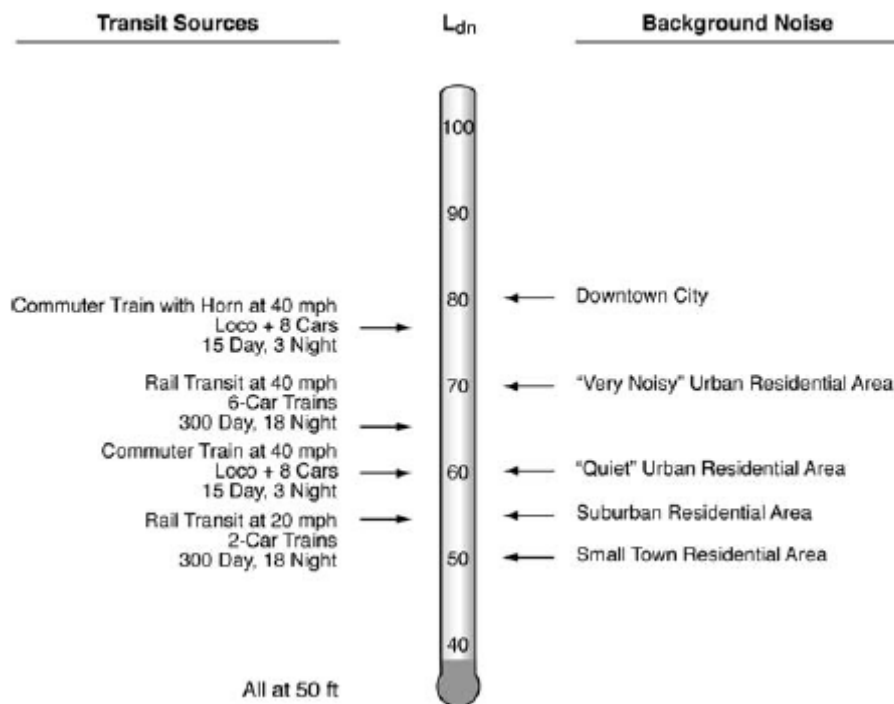 Transit Sources
Ldn
Background Noise
100
90
80
70
60
50
40
Commuter Train with Horn at 40 mph
Loco + 8 Cars
15 Day, 3 Night
Rail Transit at 40 mph
6-Car Trains
300 Day, 18 Night
Commuter Train at 40 mph
Loco + 8 Cars
15 Day, 3 Night
Rail Transit at 20 mph
2-Car Trains
300 Day, 18 Night
All at 50 ft
Downtown City
“Very Noisy” Urban Residential Area
“Quiet” Urban Residential Area
Suburban Residential Area
Small Town Residential Area